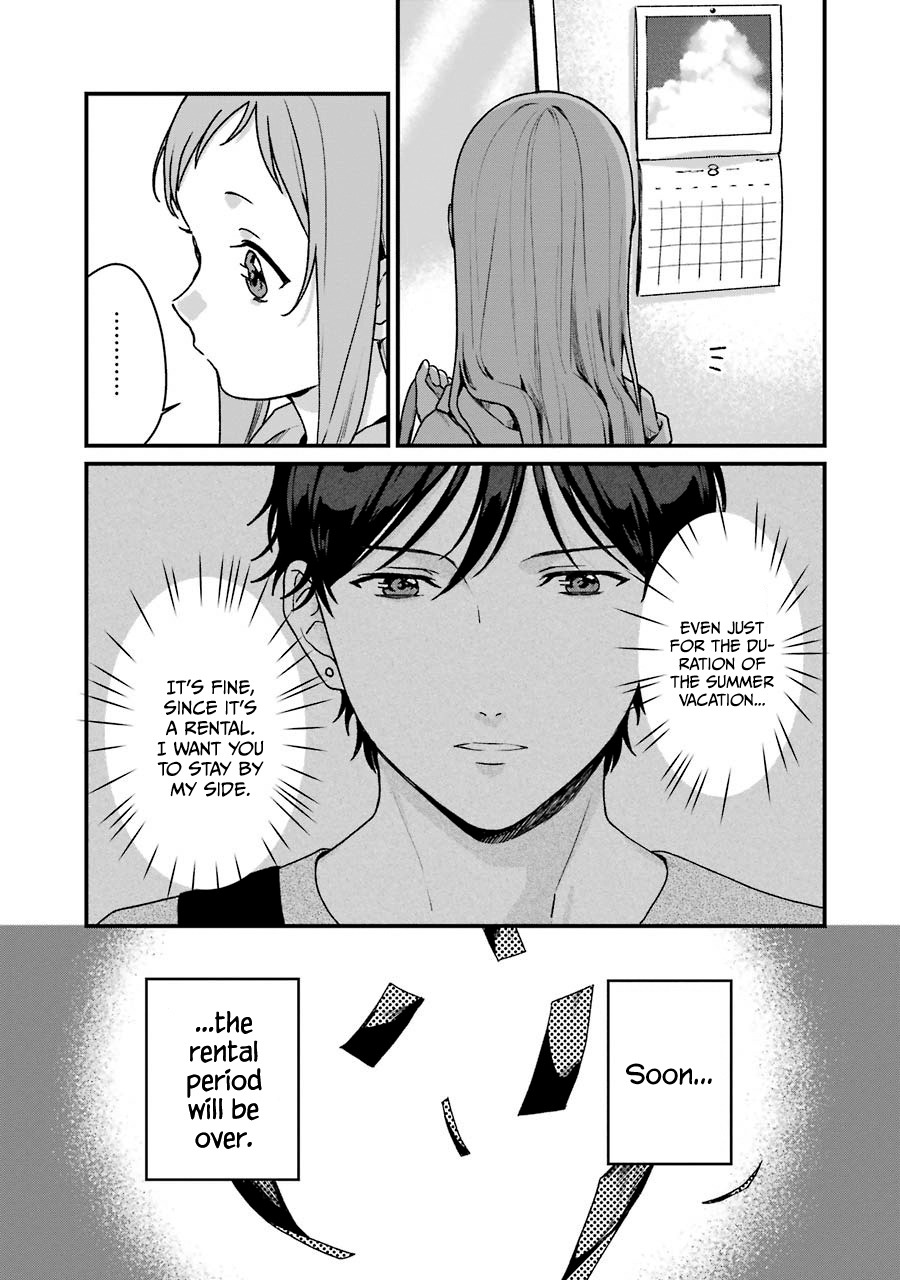 8
………
EVEN JUST
FOR THE DU-
RATION OF
THE SUMMER
VACATION...
IT'S FINE,
SINCE IT'S
A RENTAL.
I WANT YOU
TO STAY BY
MY SIDE.
Soon...
...the
rental
period
will be
over.